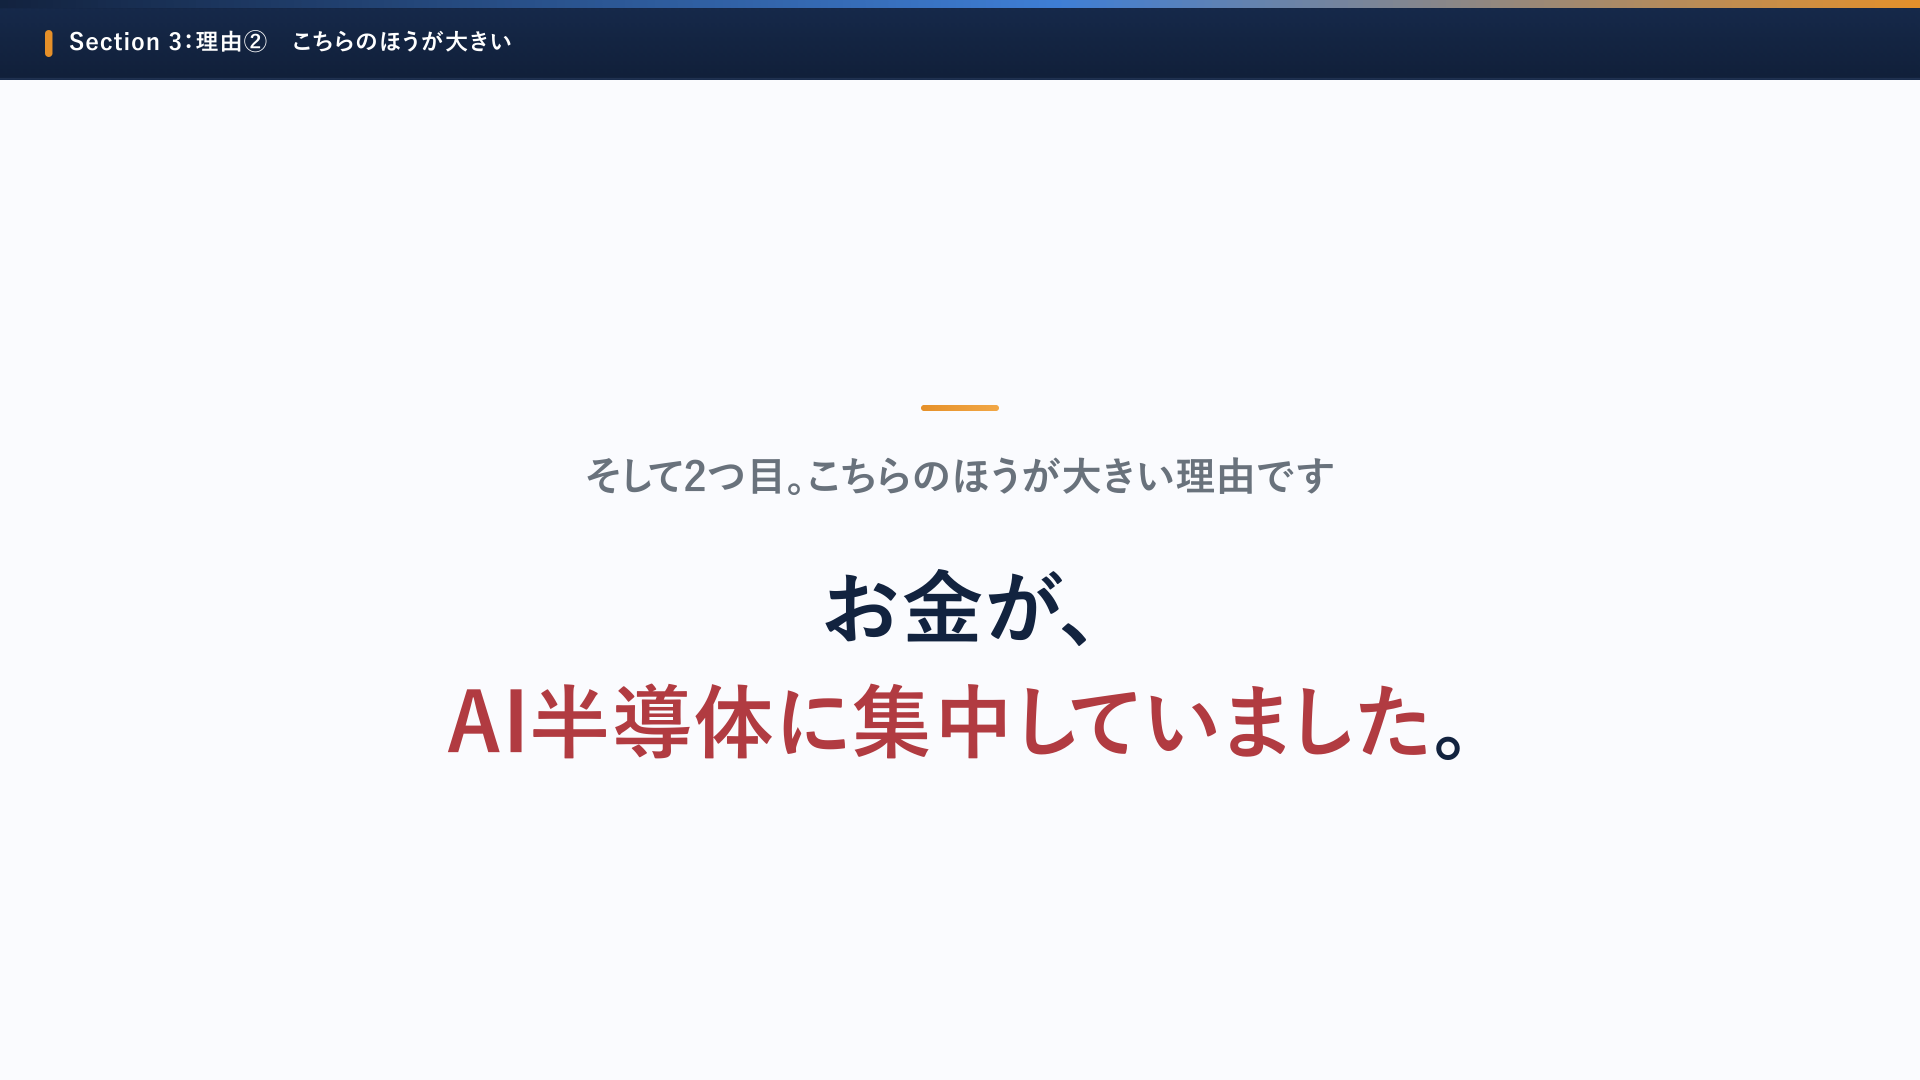 Section 3：理由②　こちらのほうが大きい
そして2つ目。こちらのほうが大きい理由です
お金が、
AI半導体に集中していました。